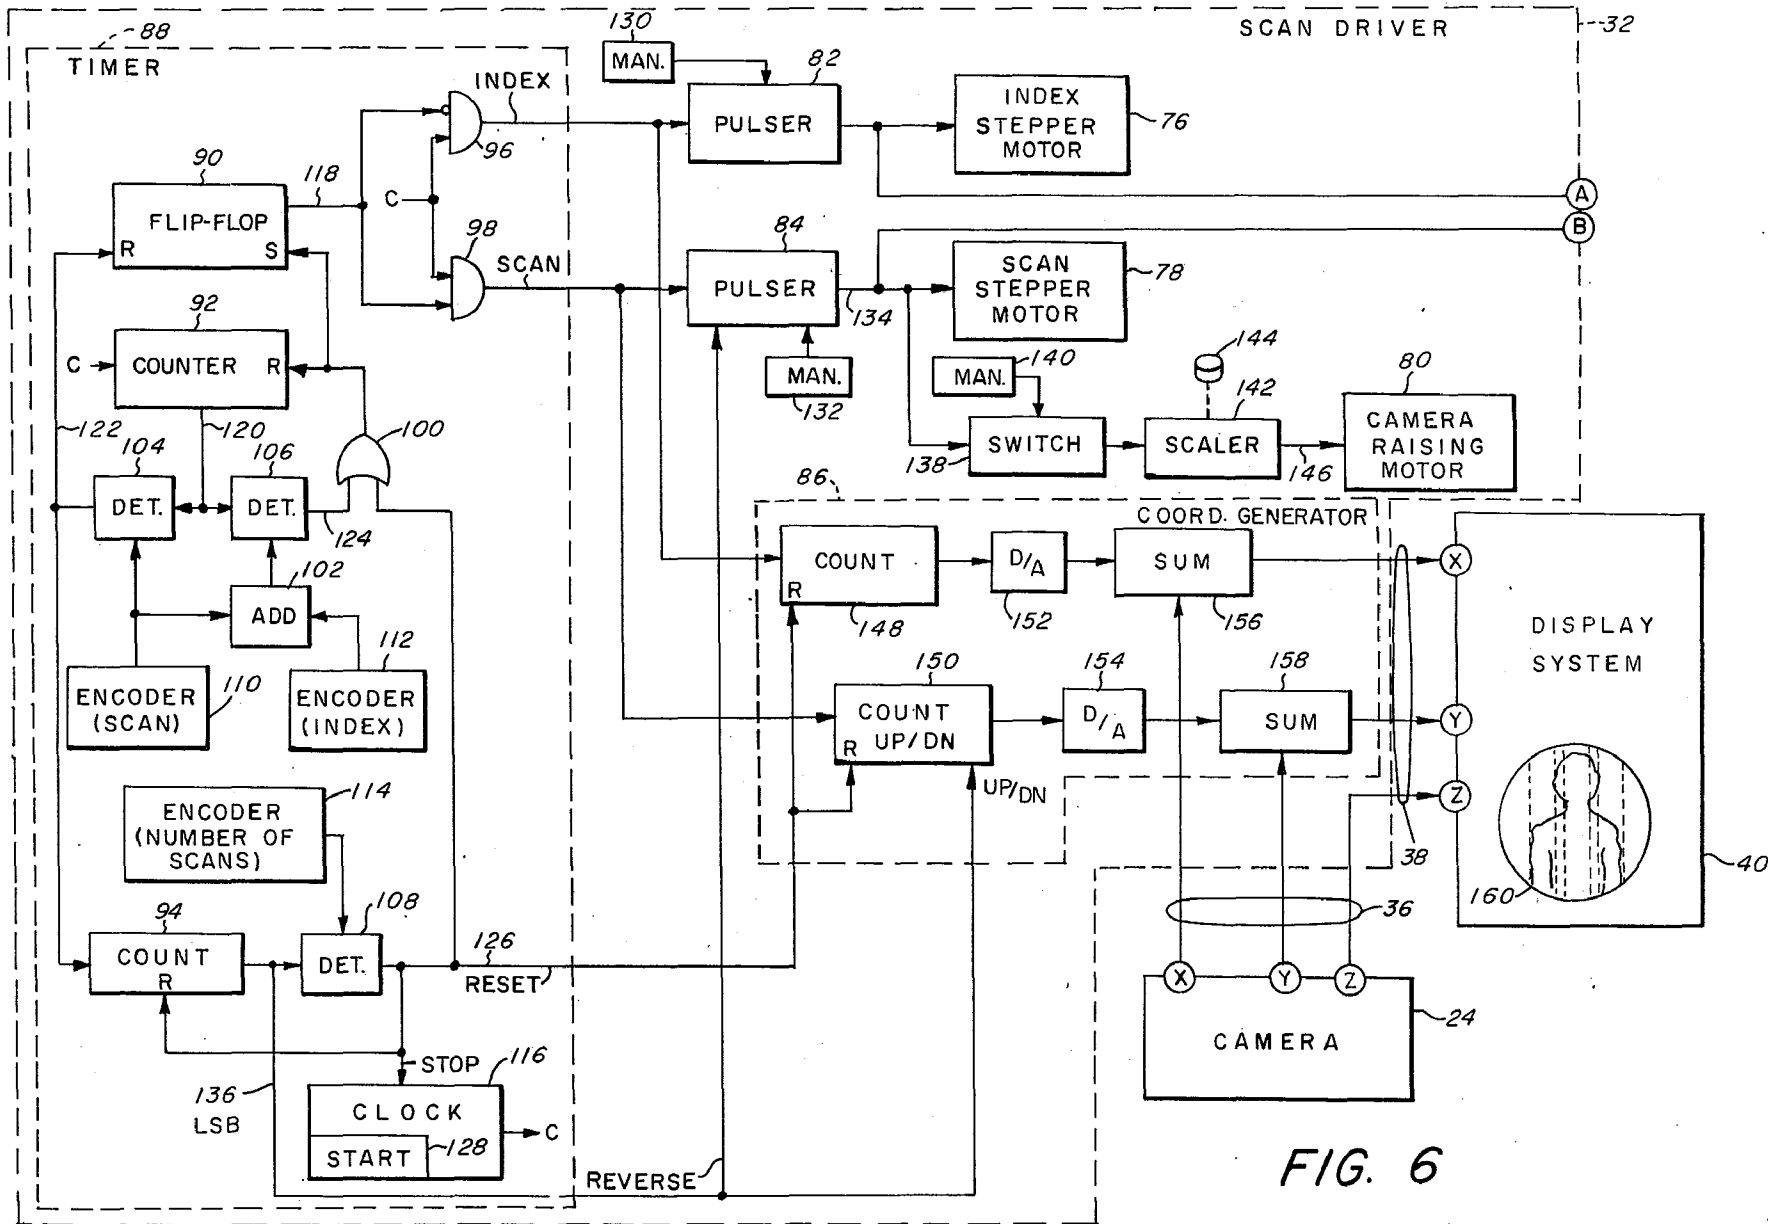 SCAN DRIVER
32
88
TIMER
130
MAN.
82
PULSER
INDEX
STEPPER
MOTOR
76
INDEX
96
90
118
FLIP-FLOP
R
S
C
98
SCAN
A
B
84
PULSER
134
SCAN
STEPPER
MOTOR
78
92
C
COUNTER
R
MAN.
132
140
MAN.
144
142
80
SWITCH
138
SCALER
146
CAMERA
RAISING
MOTOR
122
120
100
104
DET.
106
DET.
124
102
ADD
ENCODER
(SCAN)
110
112
ENCODER
(INDEX)
86
COORD. GENERATOR
COUNT
R
148
D/A
152
SUM
156
150
COUNT
UP/DN
R
154
D/A
158
SUM
UP/DN
X
Y
Z
38
DISPLAY
SYSTEM
160
40
114
ENCODER
(NUMBER OF
SCANS)
94
COUNT
R
108
DET.
126
RESET
36
X
Y
Z
CAMERA
24
STOP
136
LSB
116
CLOCK
START
128
C
REVERSE
FIG. 6